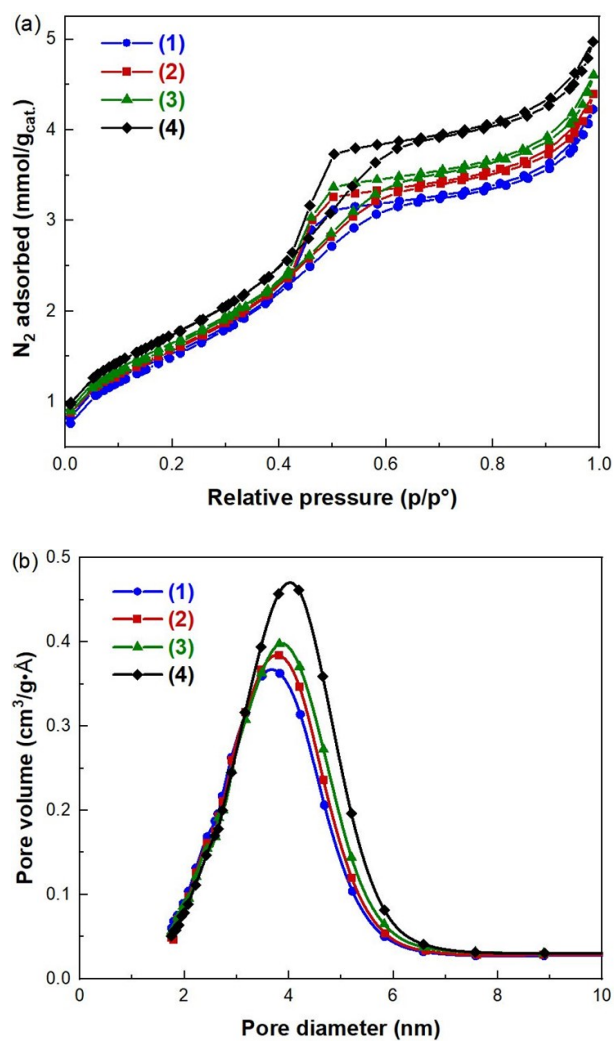 (a)
(1)
(2)
(3)
(4)
5
4
3
2
1
N₂ adsorbed (mmol/g cat.)
0.0 0.2 0.4 0.6 0.8 1.0
Relative pressure (p/p°)
(b)
(1)
(2)
(3)
(4)
0.5
0.4
0.3
0.2
0.1
0.0
Pore volume (cm³/g•Å)
0 2 4 6 8 10
Pore diameter (nm)